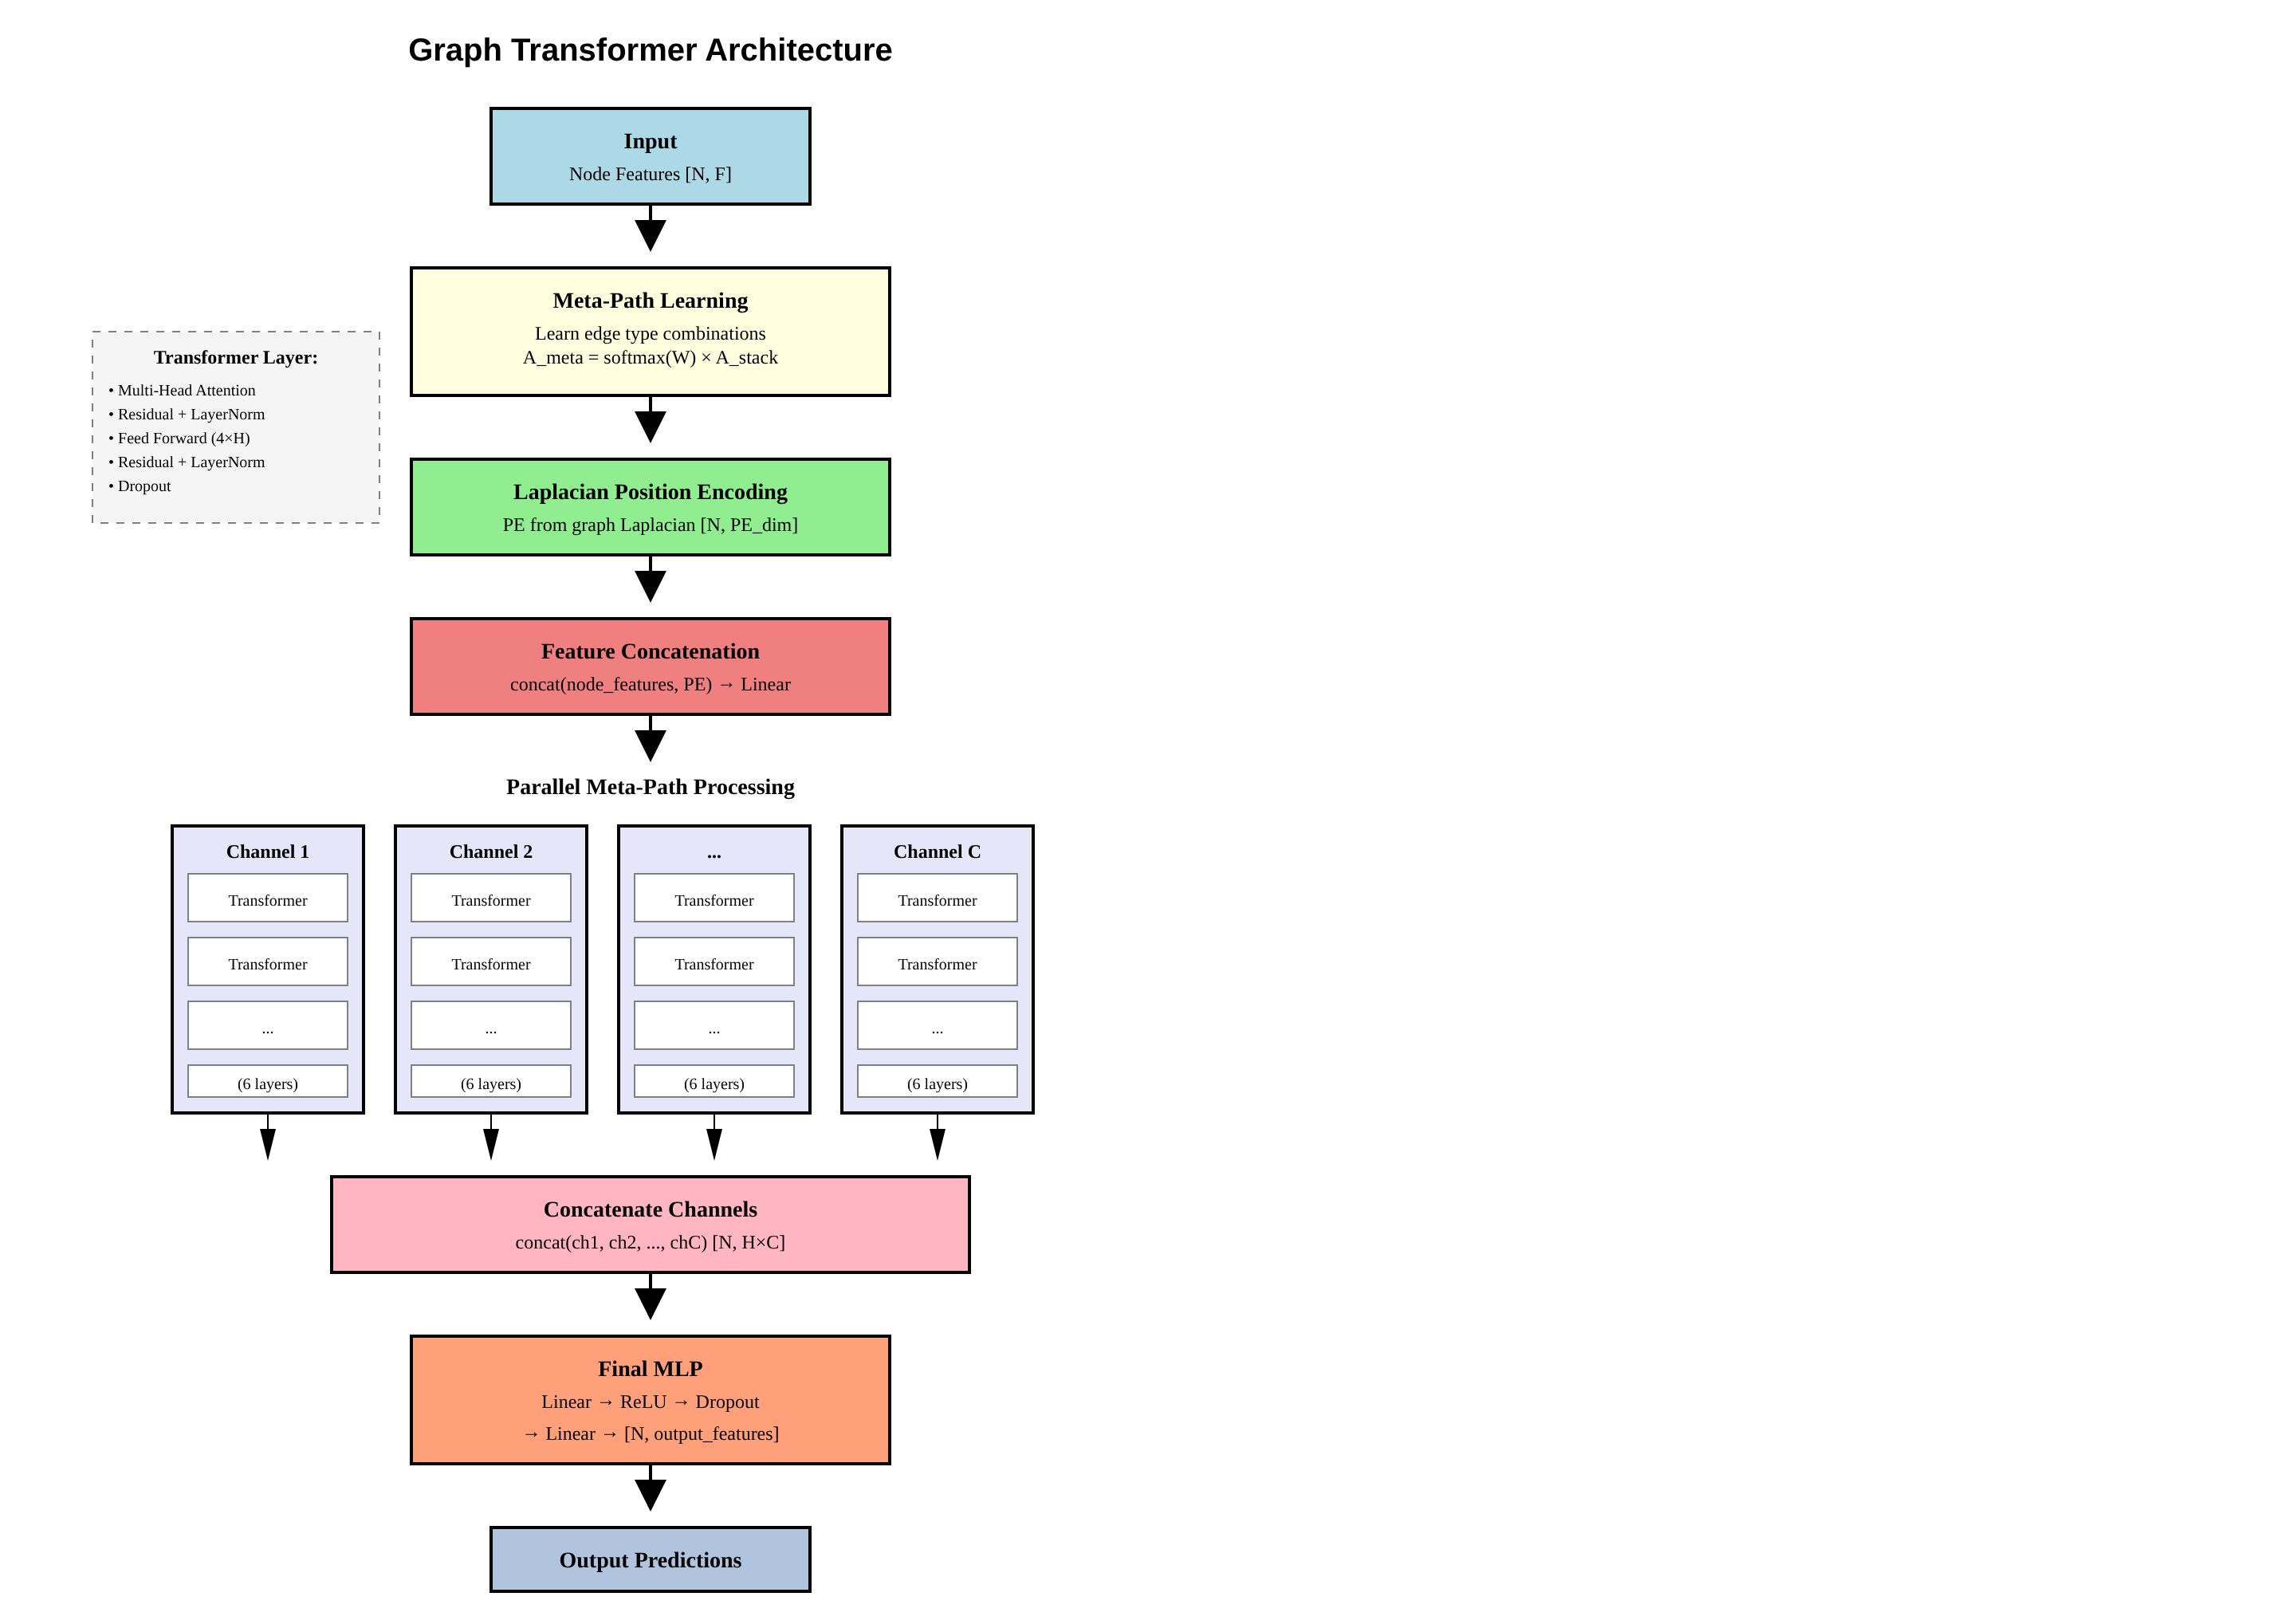 Graph Transformer Architecture
Input
Node Features [N, F]
Meta-Path Learning
Learn edge type combinations
A_meta = softmax(W) × A_stack
Transformer Layer:
• Multi-Head Attention
• Residual + LayerNorm
• Feed Forward (4×H)
• Residual + LayerNorm
• Dropout
Laplacian Position Encoding
PE from graph Laplacian [N, PE_dim]
Feature Concatenation
concat(node_features, PE) → Linear
Parallel Meta-Path Processing
Channel 1
Transformer
Transformer
...
(6 layers)
Channel 2
Transformer
Transformer
...
(6 layers)
...
Transformer
Transformer
...
(6 layers)
Channel C
Transformer
Transformer
...
(6 layers)
Concatenate Channels
concat(ch1, ch2, ..., chC) [N, H×C]
Final MLP
Linear → ReLU → Dropout
→ Linear → [N, output_features]
Output Predictions